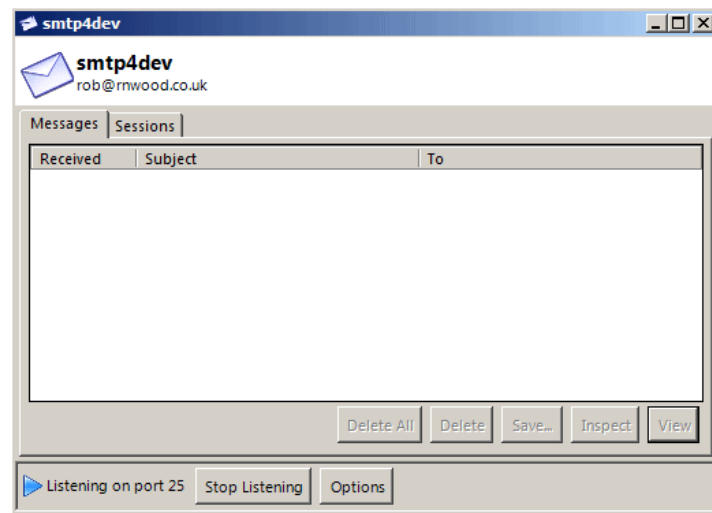 smtp4dev
smtp4dev
rob@rnwood.co.uk
Messages Sessions
Received Subject To
Delete All Delete Save... Inspect View
Listening on port 25 Stop Listening Options